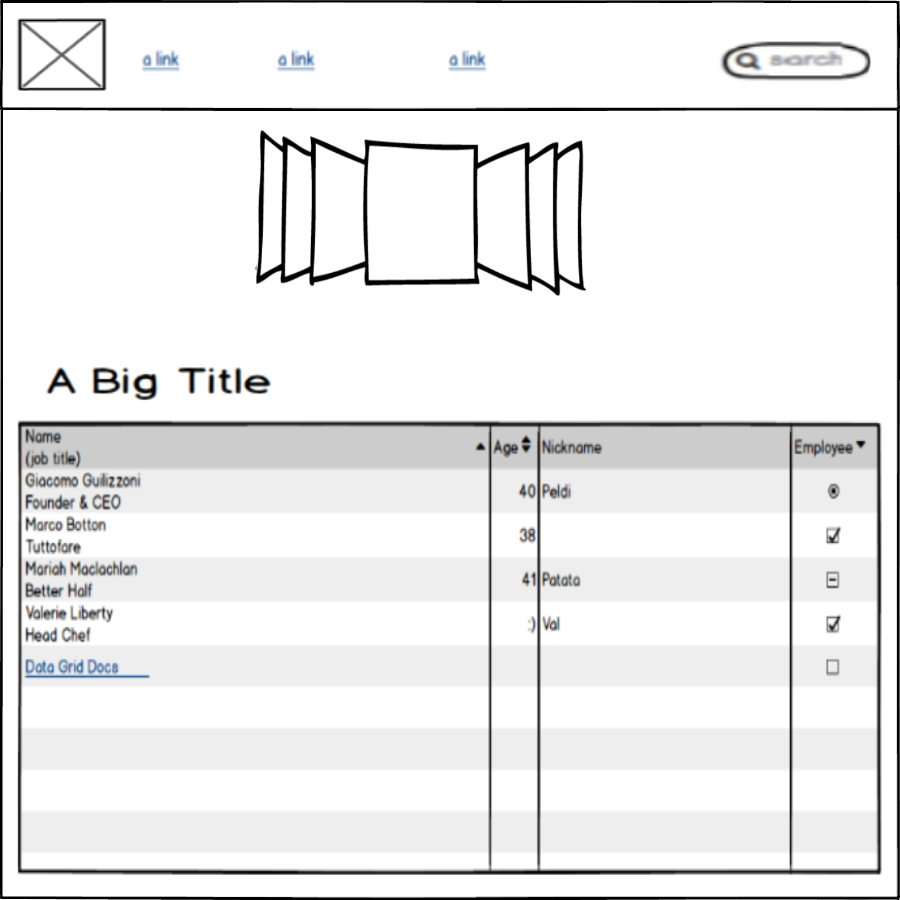 a link a link a link search
A Big Title
Name
(job title) Age Nickname Employee
Giacomo Guilizzoni
Founder & CEO 40 Peldi
Marco Botton
Tuttofare 38
Mariah Maclachlan
Better Half 41 Patata
Valerie Liberty
Head Chef :) Val
Data Grid Docs